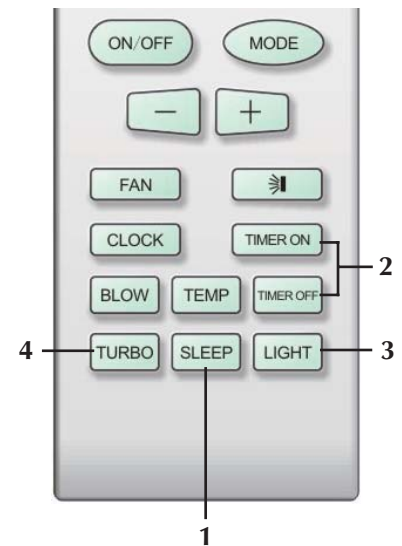 ON/OFF MODE
− +
FAN
CLOCK TIMER ON
2
BLOW TEMP TIMER OFF
4 TURBO SLEEP LIGHT 3
1